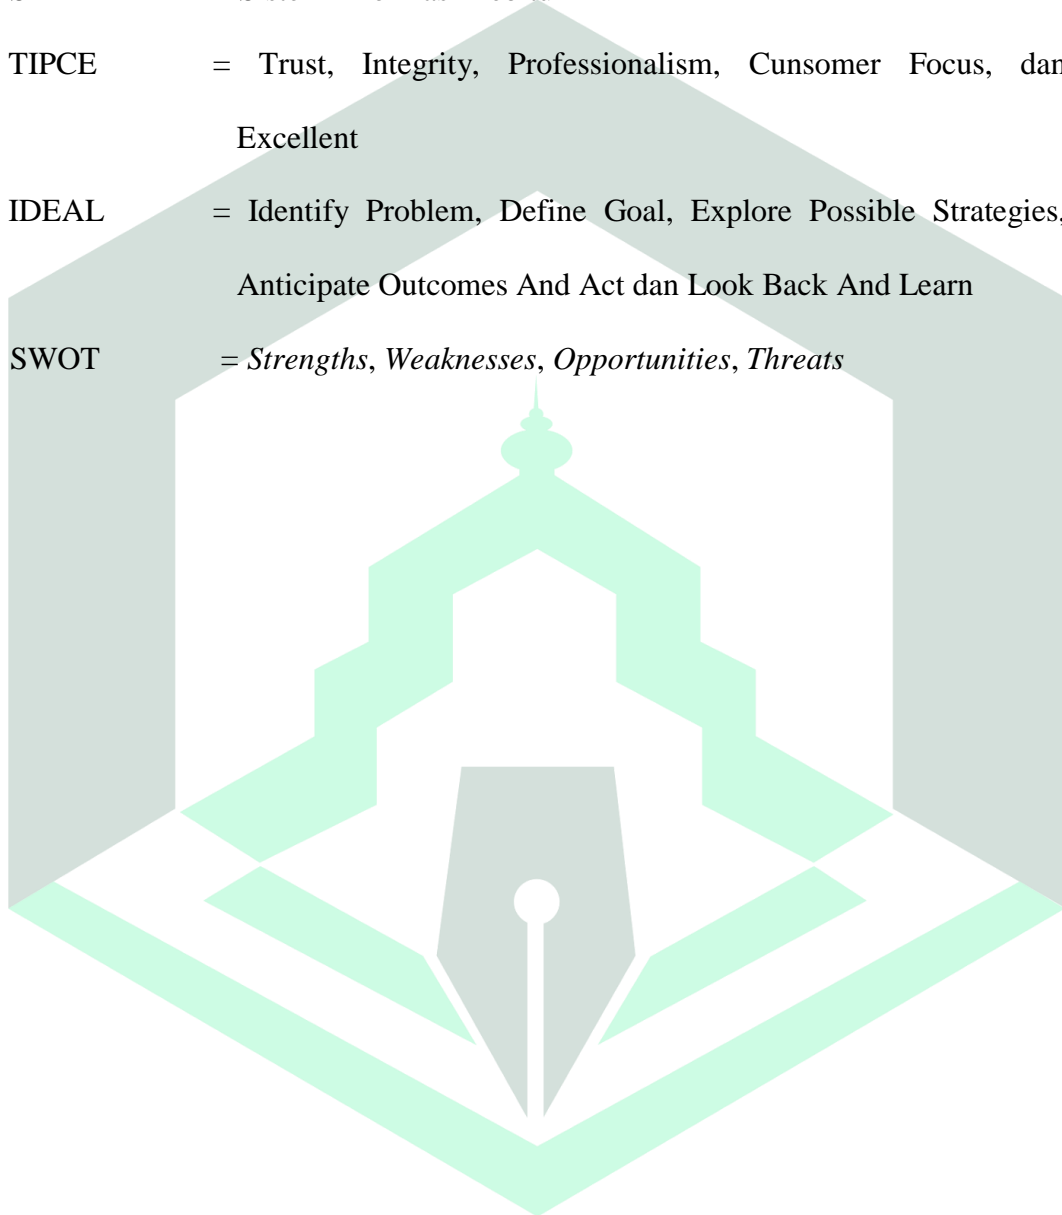 TIPCE = Trust, Integrity, Professionalism, Cunsomer Focus, dan
Excellent
IDEAL = Identify Problem, Define Goal, Explore Possible Strategies,
Anticipate Outcomes And Act dan Look Back And Learn
SWOT = Strengths, Weaknesses, Opportunities, Threats